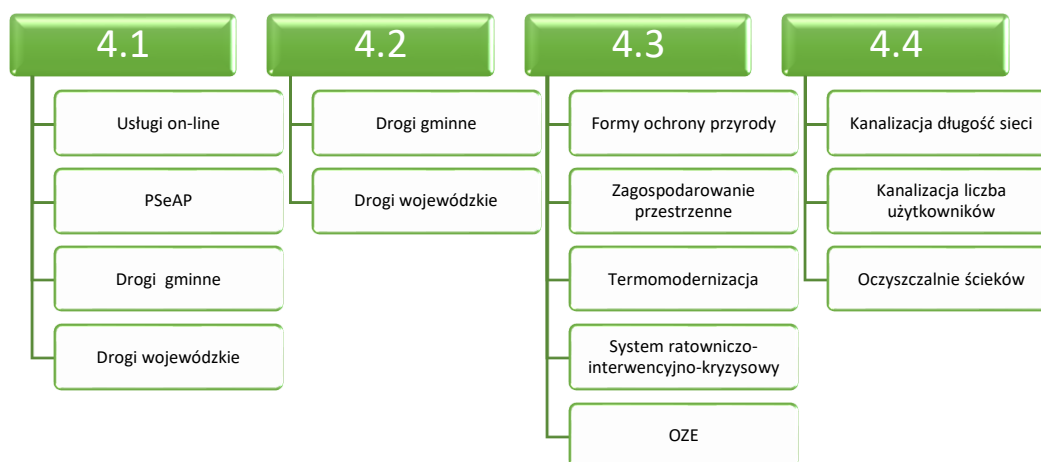 4.1
Usługi on-line
PSeAP
Drogi  gminne
Drogi wojewódzkie
4.2
Drogi gminne
Drogi wojewódzkie
4.3
Formy ochrony przyrody
Zagospodarowanie
przestrzenne
Termomodernizacja
System ratowniczo-
interwencyjno-kryzysowy
OZE
4.4
Kanalizacja długość sieci
Kanalizacja liczba
użytkowników
Oczyszczalnie ścieków